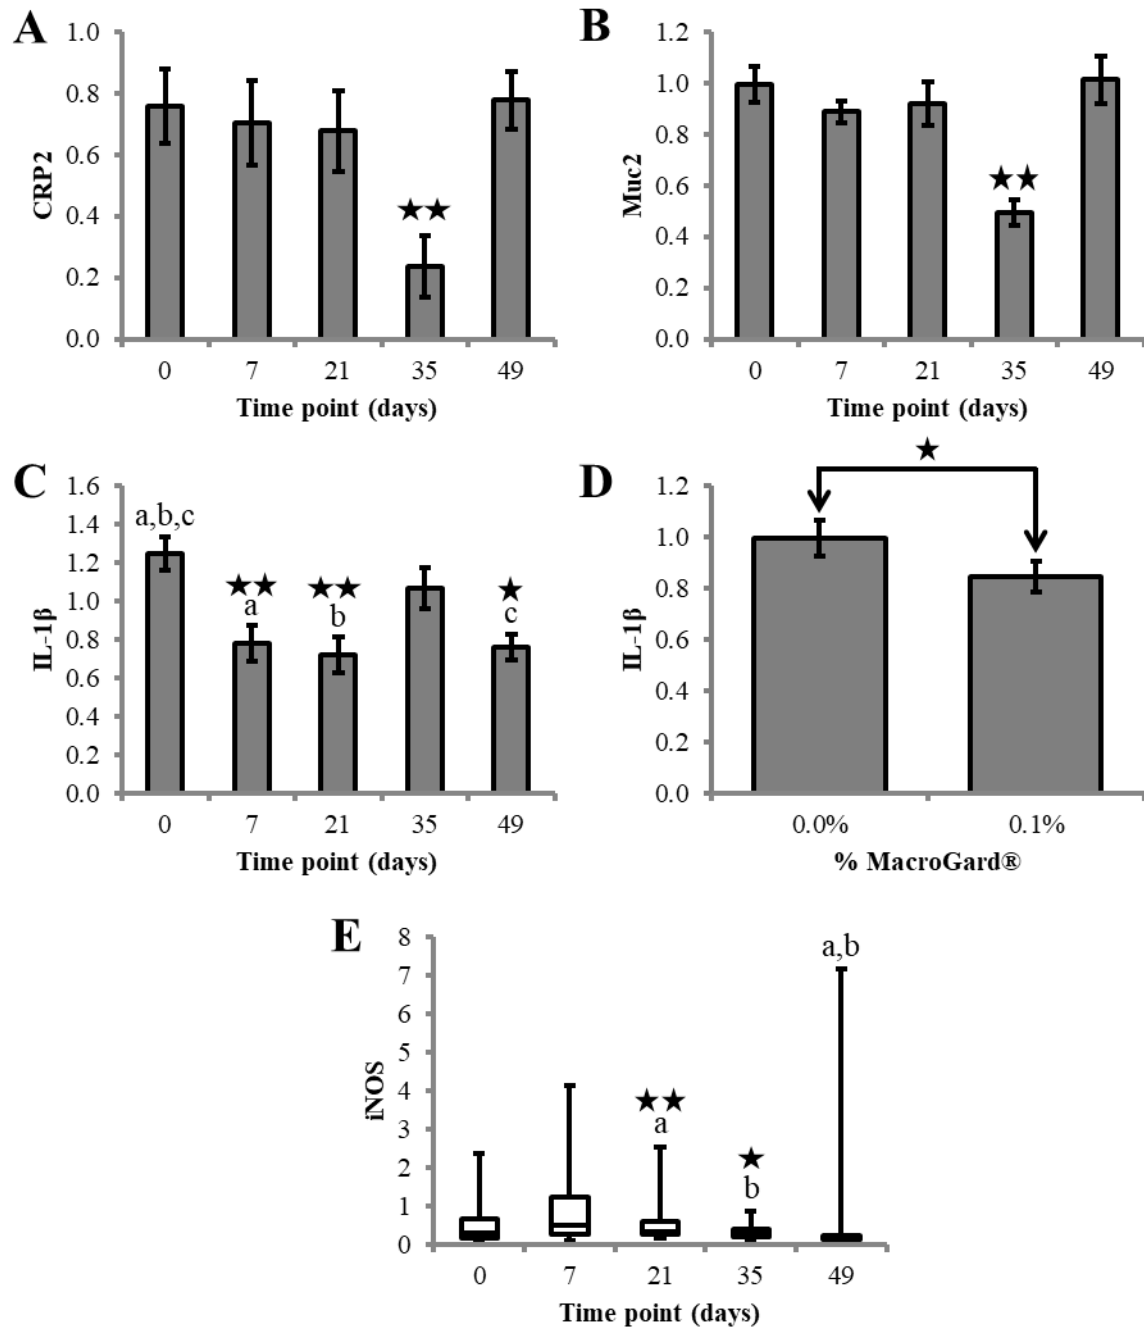 A
CRP2
1.0
0.8
0.6
0.4
0.2
0.0
★★
0 7 21 35 49
Time point (days)
B
Muc2
1.2
1.0
0.8
0.6
0.4
0.2
0.0
★★
0 7 21 35 49
Time point (days)
C
IL-1β
1.6
1.4
1.2
1.0
0.8
0.6
0.4
0.2
0.0
a,b,c
★★
a
★★
b
★
c
0 7 21 35 49
Time point (days)
D
IL-1β
1.2
1.0
0.8
0.6
0.4
0.2
0.0
★
0.0% 0.1%
% MacroGard®
E
iNOS
8
7
6
5
4
3
2
1
0
★★
a
★
b
a,b
0 7 21 35 49
Time point (days)